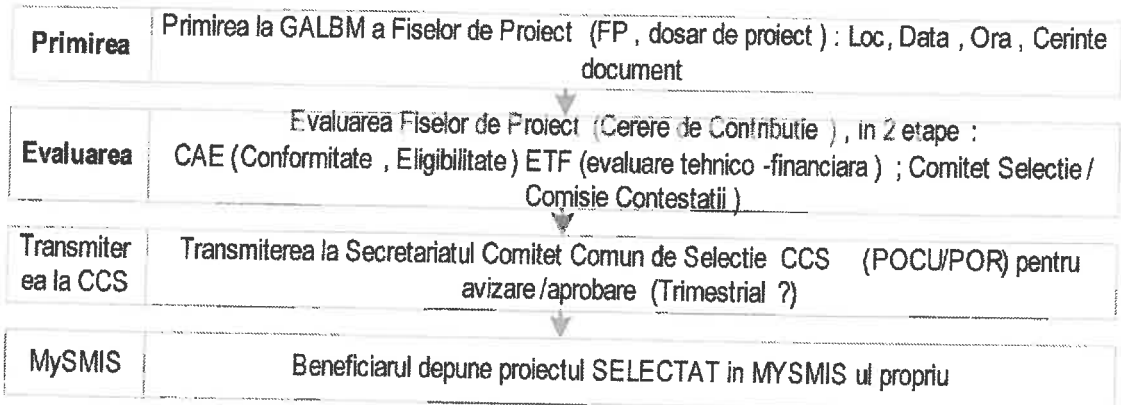 Primirea
Primirea la GALBM a Fiselor de Proiect (FP , dosar de proiect ) : Loc, Data , Ora , Cerinte
document
Evaluarea
Evaluarea Fiselor de Proiect (Cerere de Contributie ) , in 2 etape :
CAE (Conformitate , Eligibilitate) ETF (evaluare tehnico -financiara ) ; Comitet Selectie /
Comisie Contestatii )
Transmiter
ea la CCS
Transmiterea la Secretariatul Comitet Comun de Selectie CCS (POCU/POR) pentru
avizare /aprobare (Trimestrial ?)
MySMIS
Beneficiarul depune proiectul SELECTAT in MYSMIS ul propriu